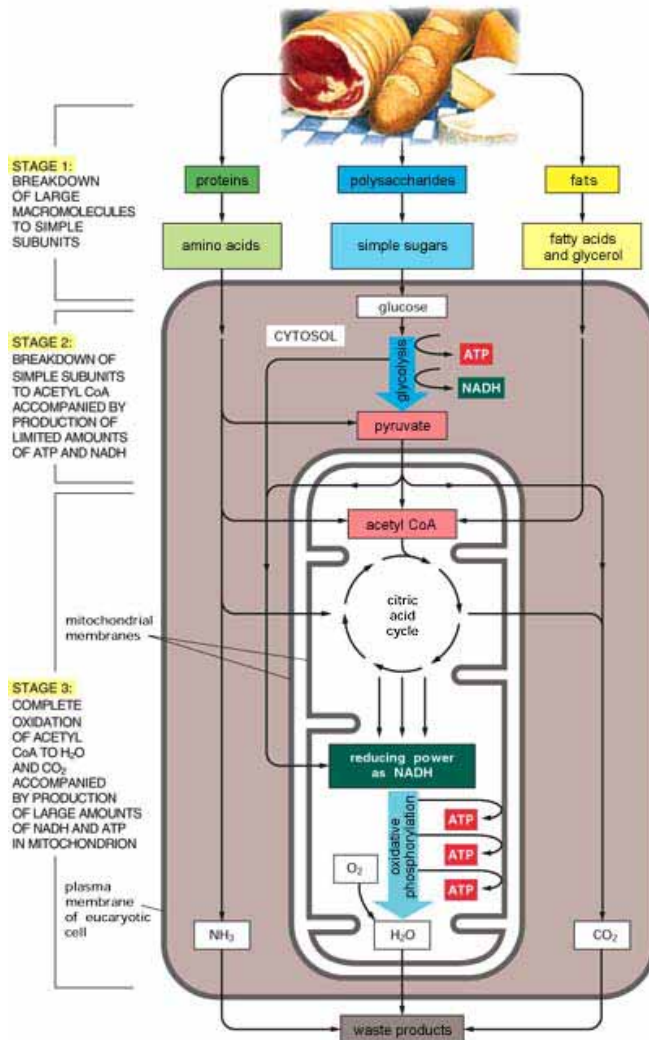 STAGE 1:
BREAKDOWN
OF LARGE
MACROMOLECULES
TO SIMPLE
SUBUNITS
proteins
polysaccharides
fats
amino acids
simple sugars
fatty acids
and glycerol
STAGE 2:
BREAKDOWN OF
SIMPLE SUBUNITS
TO ACETYL CoA
ACCOMPANIED BY
PRODUCTION OF
LIMITED AMOUNTS
OF ATP AND NADH
glucose
CYTOSOL
glycolysis
ATP
NADH
pyruvate
acetyl CoA
citric
acid
cycle
mitochondrial
membranes
STAGE 3:
COMPLETE
OXIDATION
OF ACETYL
CoA TO H₂O
AND CO₂
ACCOMPANIED
BY PRODUCTION
OF LARGE AMOUNTS
OF NADH AND ATP
IN MITOCHONDRION
reducing power
as NADH
oxidative
phosphorylation
ATP
ATP
ATP
O₂
plasma
membrane
of eucaryotic
cell
NH₃
H₂O
CO₂
waste products